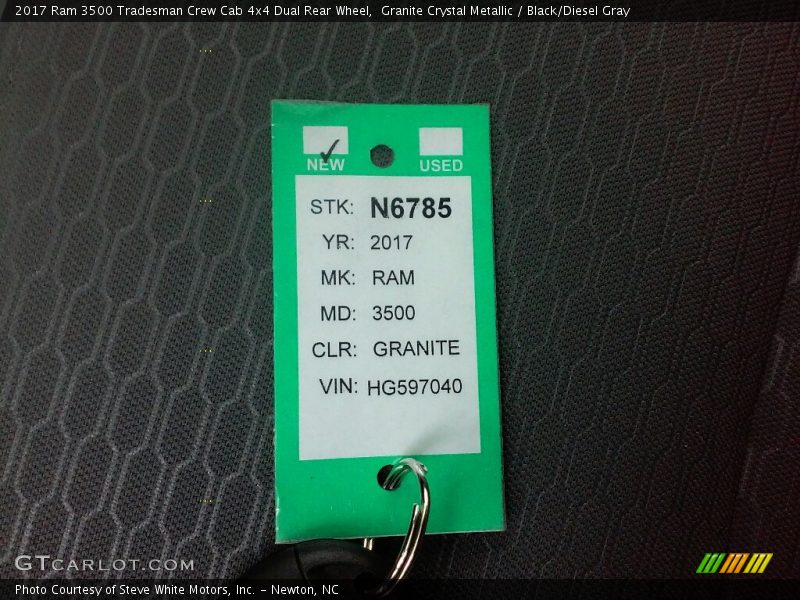 2017 Ram 3500 Tradesman Crew Cab 4x4 Dual Rear Wheel,  Granite Crystal Metallic / Black/Diesel Gray
NEW USED
STK: N6785
YR: 2017
MK: RAM
MD: 3500
CLR: GRANITE
VIN: HG597040
GTcarlot.com
Photo Courtesy of Steve White Motors, Inc. – Newton, NC